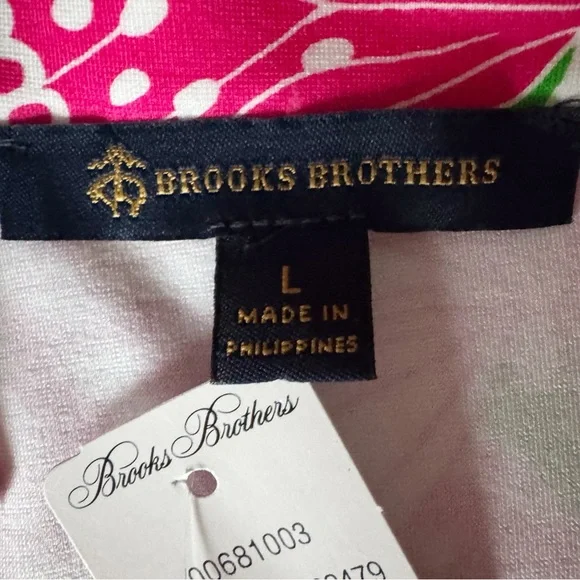 BROOKS BROTHERS
L
MADE IN
PHILIPPINES
Brooks Brothers
00681003